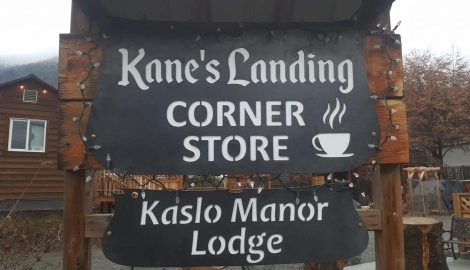 Kane's Landing
CORNER
STORE
Kaslo Manor
Lodge